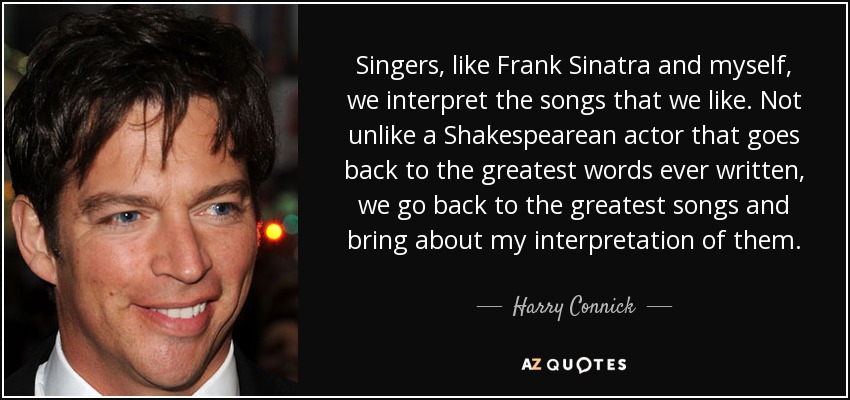 Singers, like Frank Sinatra and myself,
we interpret the songs that we like. Not
unlike a Shakespearean actor that goes
back to the greatest words ever written,
we go back to the greatest songs and
bring about my interpretation of them.
Harry Connick
AZ QUOTES